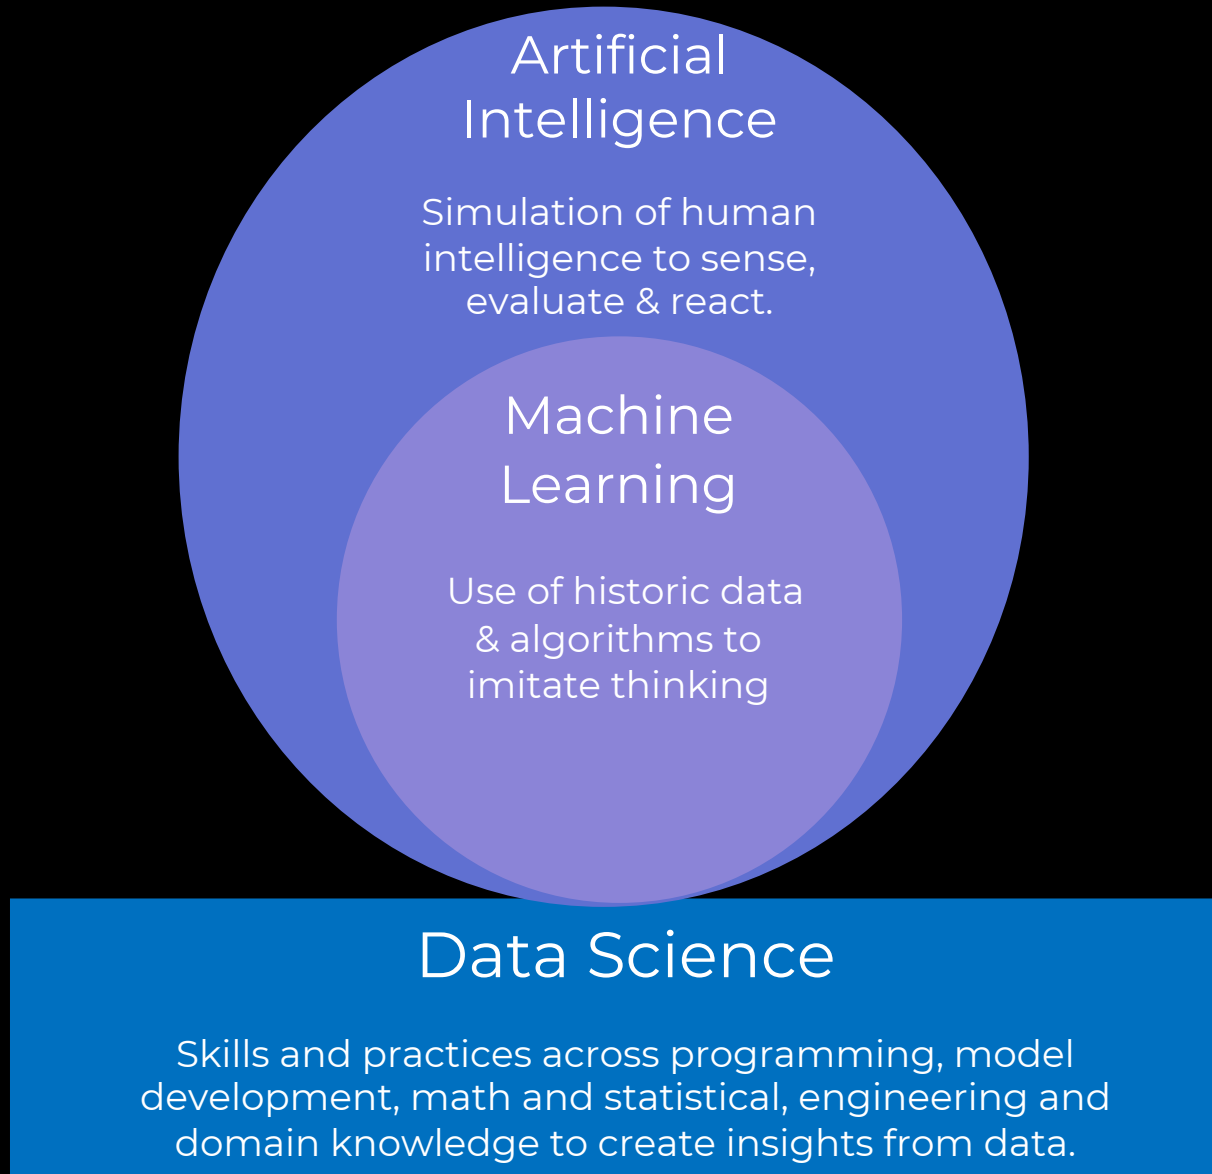 Artificial
Intelligence
Simulation of human
intelligence to sense,
evaluate & react.
Machine
Learning
Use of historic data
& algorithms to
imitate thinking
Data Science
Skills and practices across programming, model
development, math and statistical, engineering and
domain knowledge to create insights from data.